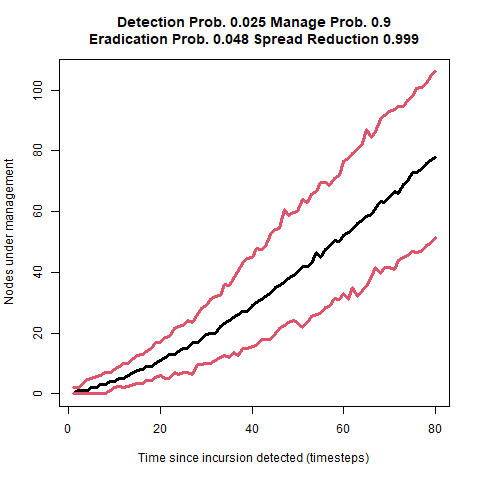 Detection Prob. 0.025 Manage Prob. 0.9
Eradication Prob. 0.048 Spread Reduction 0.999
Nodes under management
100
80
60
40
20
0
0 20 40 60 80
Time since incursion detected (timesteps)